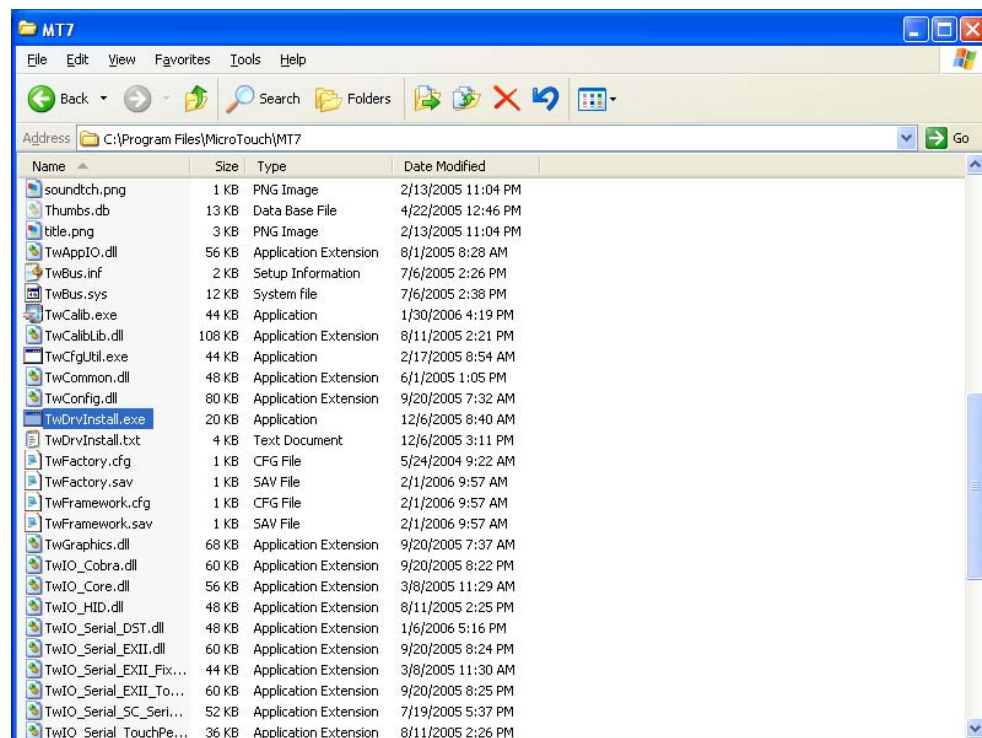 MT7
File Edit View Favorites Tools Help
Back Search Folders
Address C:\Program Files\MicroTouch\MT7 Go
Name Size Type Date Modified
soundtch.png 1 KB PNG Image 2/13/2005 11:04 PM
Thumbs.db 13 KB Data Base File 4/22/2005 12:46 PM
title.png 3 KB PNG Image 2/13/2005 11:04 PM
TwAppIO.dll 56 KB Application Extension 8/1/2005 8:28 AM
TwBus.inf 2 KB Setup Information 7/6/2005 2:26 PM
TwBus.sys 12 KB System file 7/6/2005 2:38 PM
TwCalib.exe 44 KB Application 1/30/2006 4:19 PM
TwCalibLib.dll 108 KB Application Extension 8/11/2005 2:21 PM
TwCfgUtil.exe 44 KB Application 2/17/2005 8:54 AM
TwCommon.dll 48 KB Application Extension 6/1/2005 1:05 PM
TwConfig.dll 80 KB Application Extension 9/20/2005 7:32 AM
TwDrvInstall.exe 20 KB Application 12/6/2005 8:40 AM
TwDrvInstall.txt 4 KB Text Document 12/6/2005 3:11 PM
TwFactory.cfg 1 KB CFG File 5/24/2004 9:22 AM
TwFactory.sav 1 KB SAV File 2/1/2006 9:57 AM
TwFramework.cfg 1 KB CFG File 2/1/2006 9:57 AM
TwFramework.sav 1 KB SAV File 2/1/2006 9:57 AM
TwGraphics.dll 68 KB Application Extension 9/20/2005 7:37 AM
TwIO_Cobra.dll 60 KB Application Extension 9/20/2005 8:22 PM
TwIO_Core.dll 56 KB Application Extension 3/8/2005 11:29 AM
TwIO_HID.dll 48 KB Application Extension 8/11/2005 2:25 PM
TwIO_Serial_DST.dll 48 KB Application Extension 1/6/2006 5:16 PM
TwIO_Serial_EXII.dll 60 KB Application Extension 9/20/2005 8:24 PM
TwIO_Serial_EXII_Fix... 44 KB Application Extension 3/8/2005 11:30 AM
TwIO_Serial_EXII_To... 60 KB Application Extension 9/20/2005 8:25 PM
TwIO_Serial_SC_Seri... 52 KB Application Extension 7/19/2005 5:37 PM
TwIO_Serial_TouchPe... 36 KB Application Extension 8/11/2005 2:26 PM